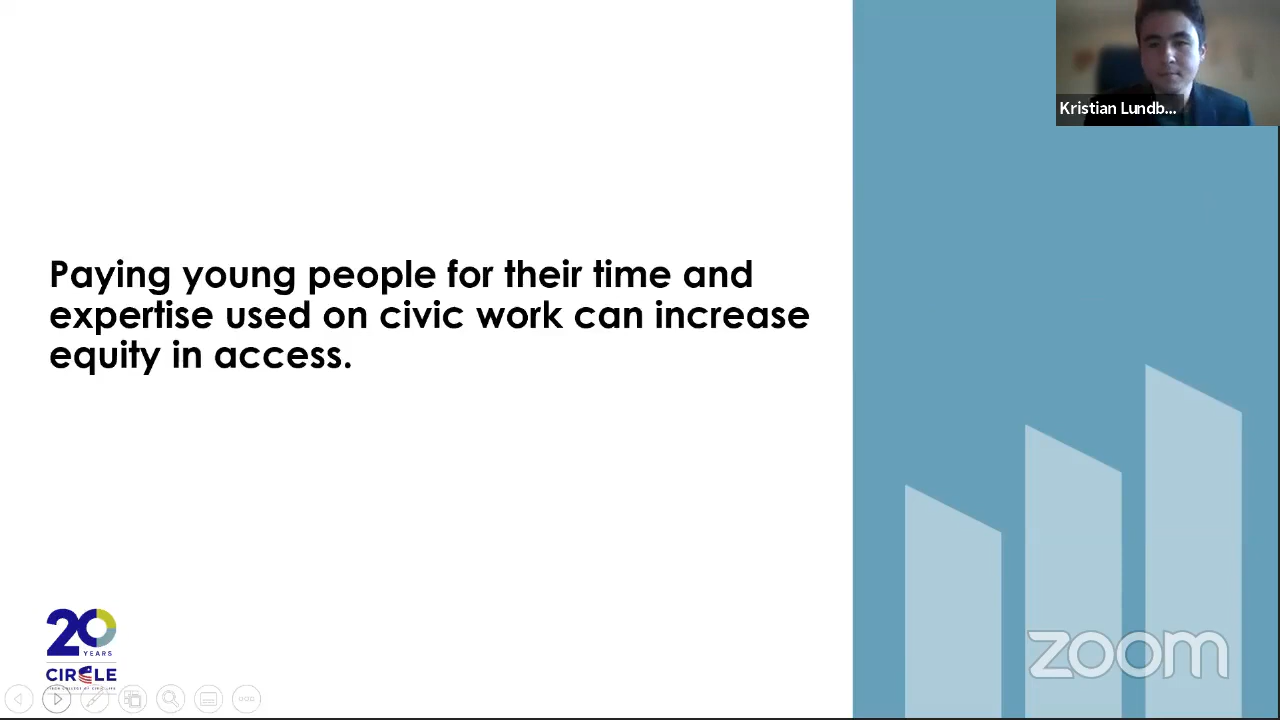 Kristian Lundb...
Paying young people for their time and
expertise used on civic work can increase
equity in access.
20
YEARS
CIRCLE
zoom